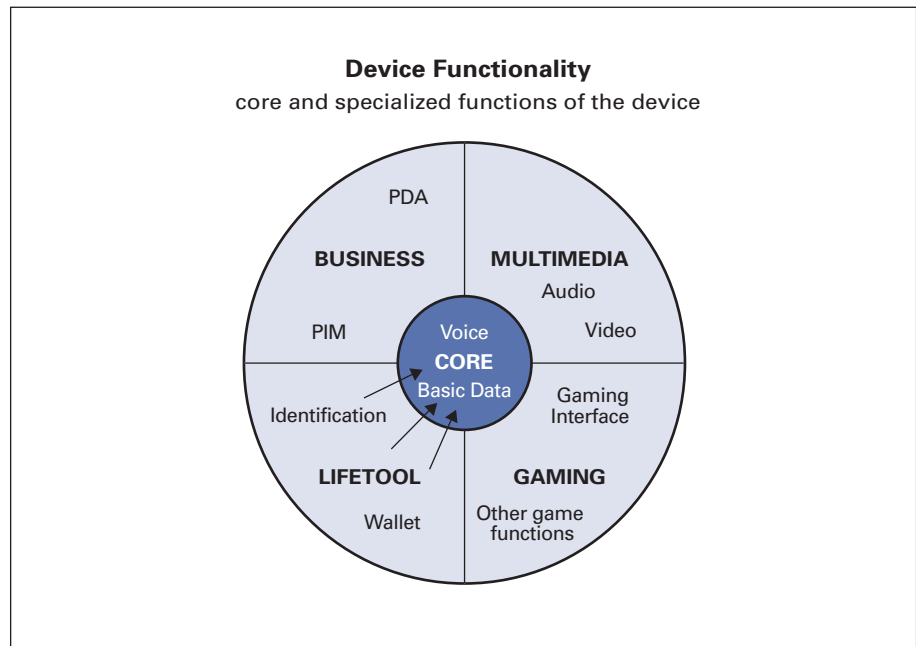 Device Functionality
core and specialized functions of the device
PDA
BUSINESS
PIM
MULTIMEDIA
Audio
Video
Voice
CORE
Basic Data
Identification
LIFETOOL
Wallet
Gaming
Interface
GAMING
Other game
functions